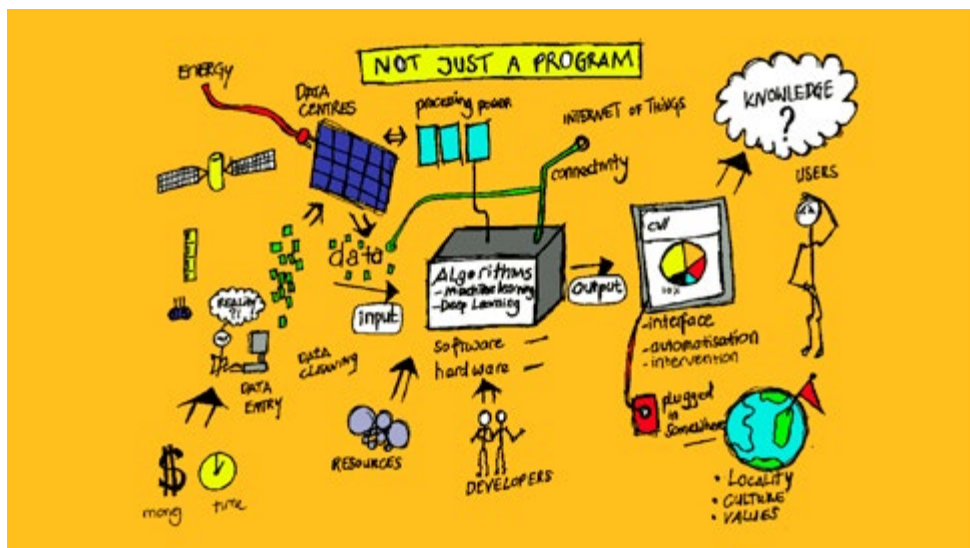 NOT JUST A PROGRAM
ENERGY
DATA
CENTRES
processing power
INTERNET OF THINGS
connectivity
KNOWLEDGE
?
USERS
data
input
Algorithms
-machine learning
-Deep Learning
output
software
hardware
-interface
-automatisation
-intervention
REALITY
?!
DATA
ENTRY
DATA
CLEANING
RESOURCES
DEVELOPERS
plugged
in
somewhere
• LOCALITY
• CULTURE
• VALUES
$
money
time